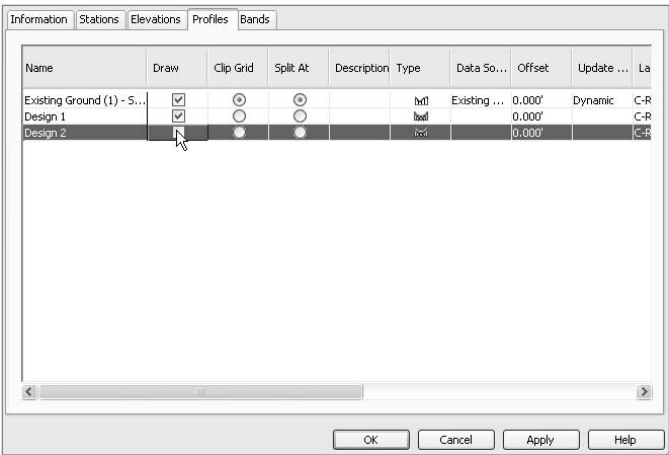 Information Stations Elevations Profiles Bands
Name Draw Clip Grid Split At Description Type Data So... Offset Update ... La
Existing Ground (1) - S... Existing ... 0.000' Dynamic C-R
Design 1 0.000' C-R
Design 2 0.000' C-R
OK Cancel Apply Help